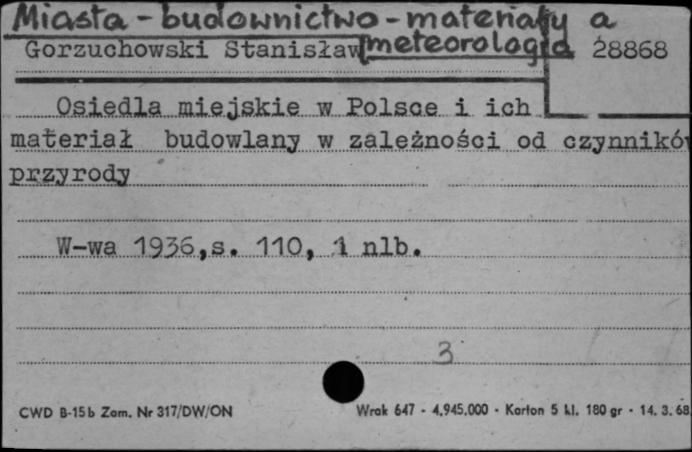 Miasta - budownictwo - materiały a
Gorzuchowski Stanisław meteorologia 28868
Osiedla miejskie w Polsce i ich
materiał budowlany w zależności od czynników
przyrody
W-wa 1936,s. 110, 1 nlb.
3
CWD B-15b Zam. Nr 317/DW/ON Wrak 647 - 4.945.000 - Karton 5 kl. 180 gr - 14. 3. 68